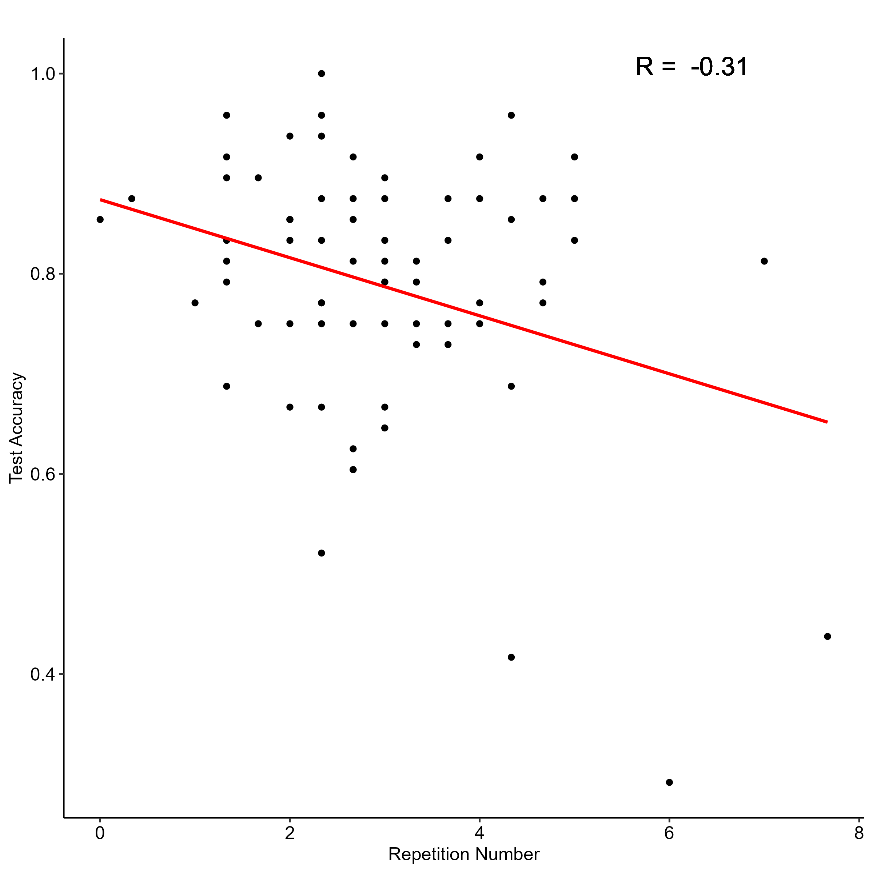 R = -0.31
1.0
0.8
0.6
0.4
Test Accuracy
0 2 4 6 8
Repetition Number